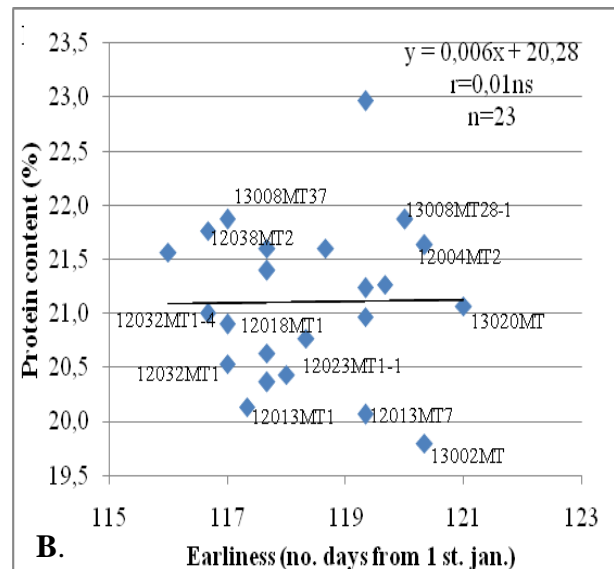 y = 0,006x + 20,28
r=0,01ns
n=23
Protein content (%)
23,5
23,0
22,5
22,0
21,5
21,0
20,5
20,0
19,5
13008MT37
13008MT28-1
12038MT2
12004MT2
12032MT1-4
12018MT1
13020MT
12032MT1
12023MT1-1
12013MT1
12013MT7
13002MT
115 117 119 121 123
B. Earliness (no. days from 1 st. jan.)